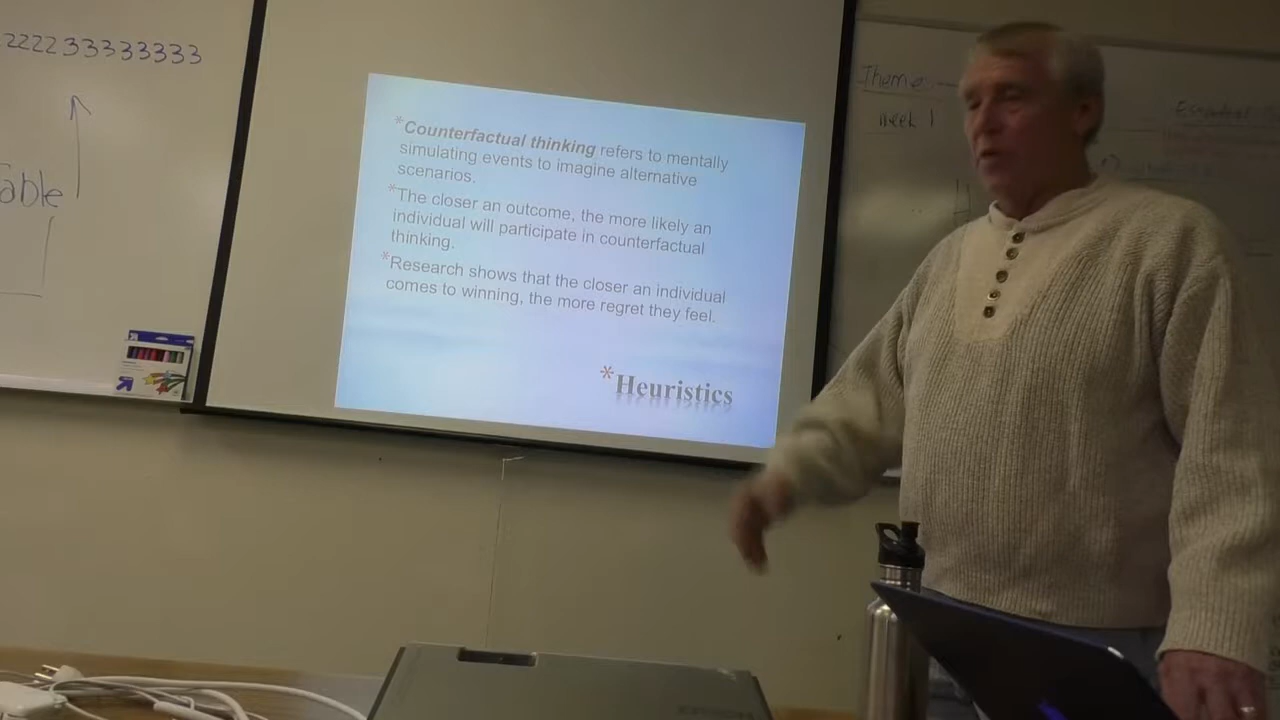 222233333333
able
*Counterfactual thinking refers to mentally
simulating events to imagine alternative
scenarios.
*The closer an outcome, the more likely an
individual will participate in counterfactual
thinking.
*Research shows that the closer an individual
comes to winning, the more regret they feel.
*Heuristics
Theme
Week 1
Essential